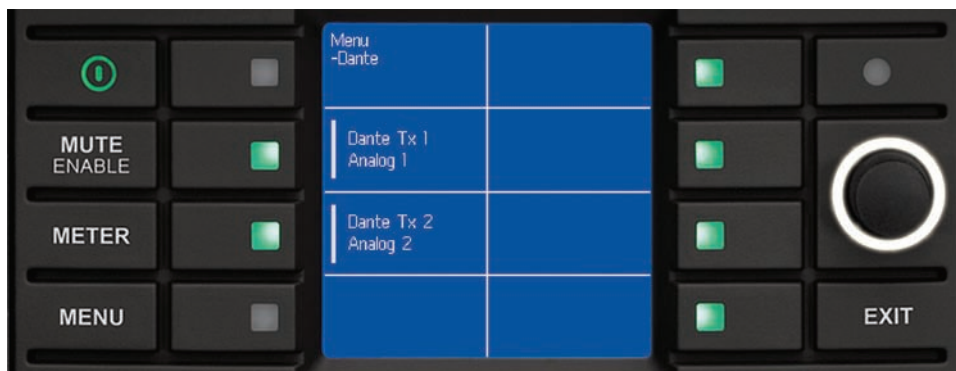 Menu
-Dante
MUTE
ENABLE
Dante Tx 1
Analog 1
METER
Dante Tx 2
Analog 2
MENU
EXIT